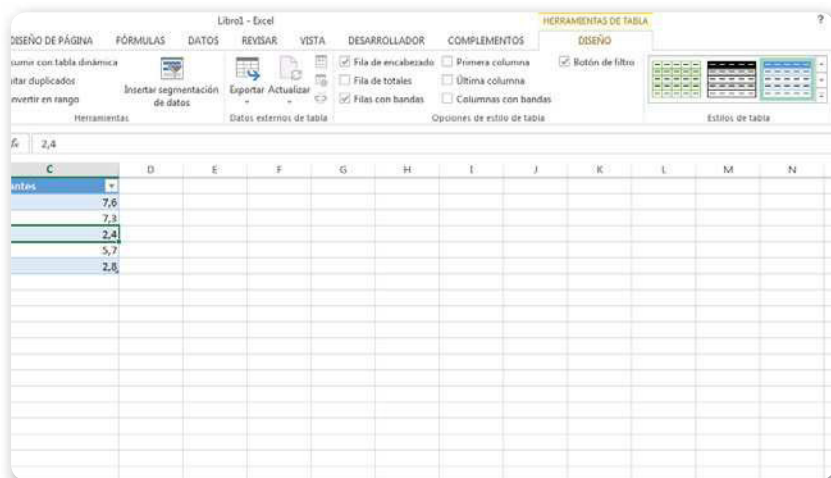 Libro1 - Excel
HERRAMIENTAS DE TABLA
?
DISEÑO DE PÁGINA FÓRMULAS DATOS REVISAR VISTA DESARROLLADOR COMPLEMENTOS DISEÑO
con tabla dinámica
duplicados
en rango
Insertar segmentación
de datos
Herramientas
Exportar Actualizar
Datos externos de tabla
Fila de encabezado
Fila de totales
Filas con bandas
Primera columna
Última columna
Columnas con bandas
Botón de filtro
Opciones de estilo de tabla
Estilos de tabla
fx 2,4
C D E F G H I J K L M N
antes
7,6
7,3
2,4
5,7
2,8